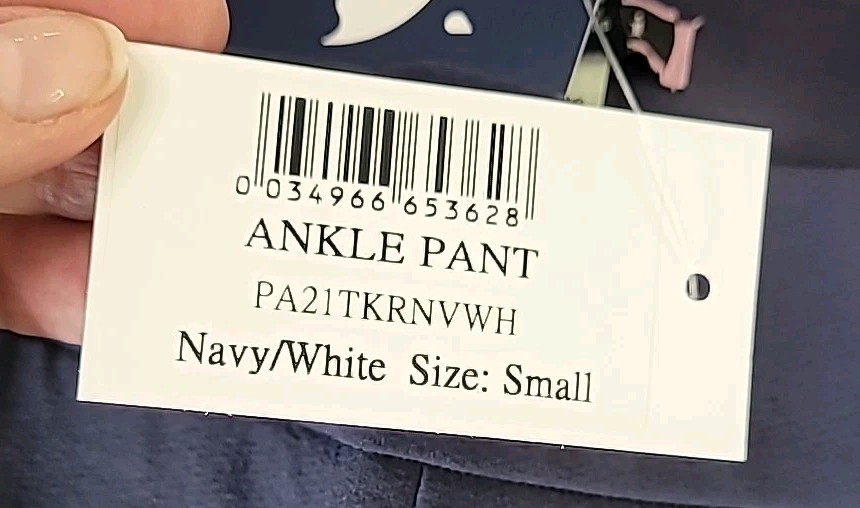 0 034966 653628
ANKLE PANT
PA21TKRNVWH
Navy/White Size: Small